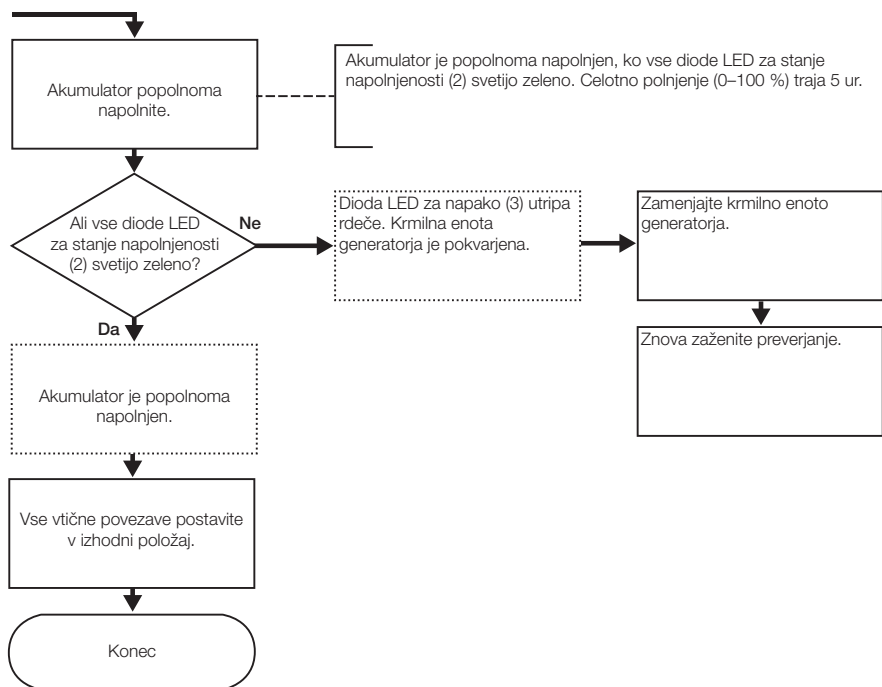 Akumulator popolnoma
napolnite.
Akumulator je popolnoma napolnjen, ko vse diode LED za stanje
napolnjenosti (2) svetijo zeleno. Celotno polnjenje (0–100 %) traja 5 ur.
Ali vse diode LED
za stanje napolnjenosti
(2) svetijo zeleno?
Ne
Dioda LED za napako (3) utripa
rdeče. Krmilna enota
generatorja je pokvarjena.
Zamenjajte krmilno enoto
generatorja.
Znova zaženite preverjanje.
Da
Akumulator je popolnoma
napolnjen.
Vse vtične povezave postavite
v izhodni položaj.
Konec